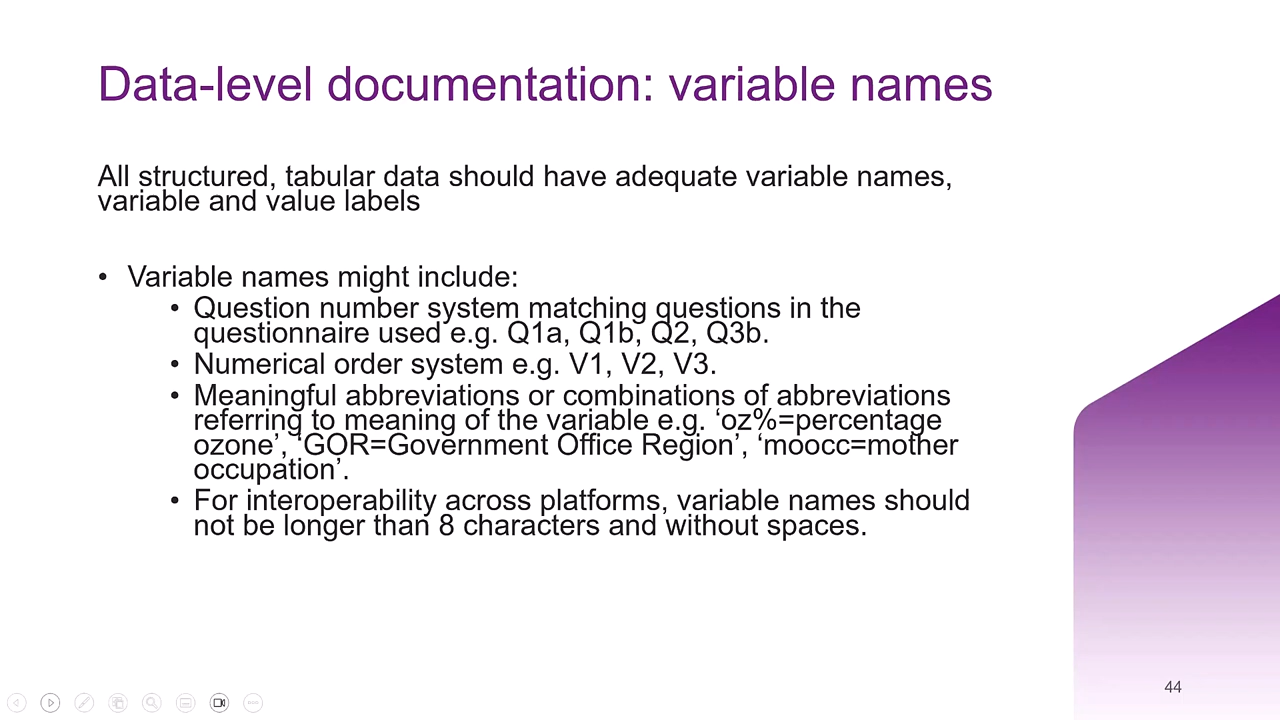 Data-level documentation: variable names
All structured, tabular data should have adequate variable names,
variable and value labels
• Variable names might include:
• Question number system matching questions in the
questionnaire used e.g. Q1a, Q1b, Q2, Q3b.
• Numerical order system e.g. V1, V2, V3.
• Meaningful abbreviations or combinations of abbreviations
referring to meaning of the variable e.g. ‘oz%=percentage
ozone’, ‘GOR=Government Office Region’, ‘moocc=mother
occupation’.
• For interoperability across platforms, variable names should
not be longer than 8 characters and without spaces.
44